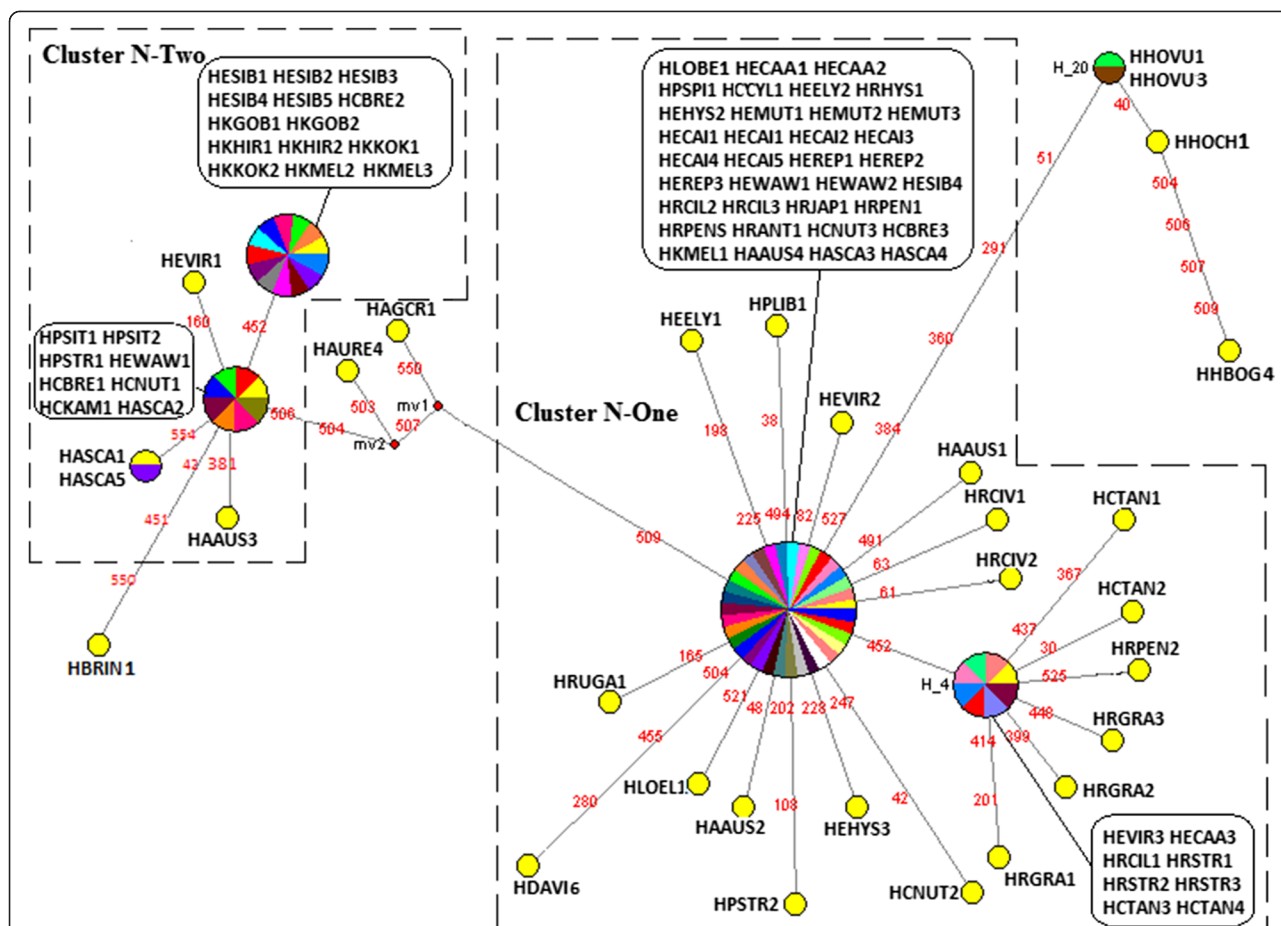 Cluster N-Two
HESIB1 HESIB2 HESIB3
HESIB4 HESIB5 HCBRE2
HKGOB1 HKGOB2
HKHIR1 HKHIR2 HKKOK1
HKKOK2 HKMEL2 HKMEL3
HEVIR1
160
452
HPSIT1 HPSIT2
HPSTR1 HEWAW1
HCBRE1 HCNUT1
HCKAM1 HASCA2
506
504
554
42
381
HASCA1
HASCA5
451
HAAUS3
550
HBRIN1
HAGCR1
550
HAURE4
503
mv1
507
mv2
509
Cluster N-One
HLOBE1 HECAA1 HECAA2
HPSPI1 HCCYL1 HEELY2 HRHYS1
HEHYS2 HEMUT1 HEMUT2 HEMUT3
HECAI1 HECAI1 HECAI2 HECAI3
HECAI4 HECAI5 HEREP1 HEREP2
HEREP3 HEWAW1 HEWAW2 HESIB4
HRCIL2 HRCIL3 HRJAP1 HRPEN1
HRPENS HRANT1 HCNUT3 HCBRE3
HKMEL1 HAAUS4 HASCA3 HASCA4
H_20
HHOVU1
HHOVU3
40
HHOCH1
504
506
507
509
HHBOG4
51
291
360
384
527
HEELY1
198
225
HPLIB1
38
494
HEVIR2
82
HAAUS1
491
HRCIV1
63
HRCIV2
61
452
H_4
HCTAN1
367
437
HCTAN2
30
HRPEN2
525
HRGRA3
448
HRGRA2
399
414
201
HRGRA1
HEVIR3 HECAA3
HRCIL1 HRSTR1
HRSTR2 HRSTR3
HCTAN3 HCTAN4
165
HRUGA1
504
455
280
HDAVI6
521
HLOEL1
48
HAAUS2
202
108
HPSTR2
228
HEHYS3
247
42
HCNUT2